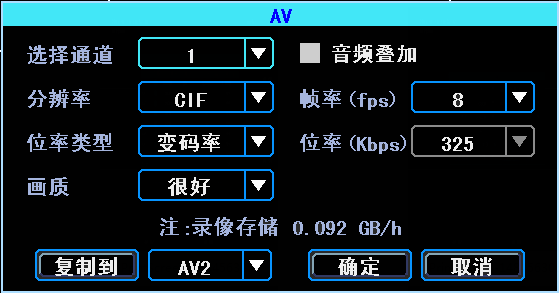 AV
选择通道 1 音频叠加
分辨率 CIF 帧率(fps) 8
位率类型 变码率 位率(Kbps) 325
画质 很好
注:录像存储 0.092 GB/h
复制到 AV2 确定 取消